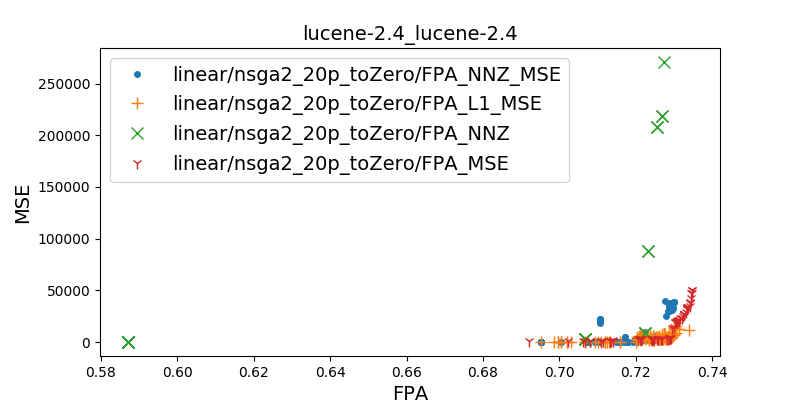 lucene-2.4_lucene-2.4
linear/nsga2_20p_toZero/FPA_NNZ_MSE
linear/nsga2_20p_toZero/FPA_L1_MSE
linear/nsga2_20p_toZero/FPA_NNZ
linear/nsga2_20p_toZero/FPA_MSE
MSE
250000
200000
150000
100000
50000
0
0.58 0.60 0.62 0.64 0.66 0.68 0.70 0.72 0.74
FPA